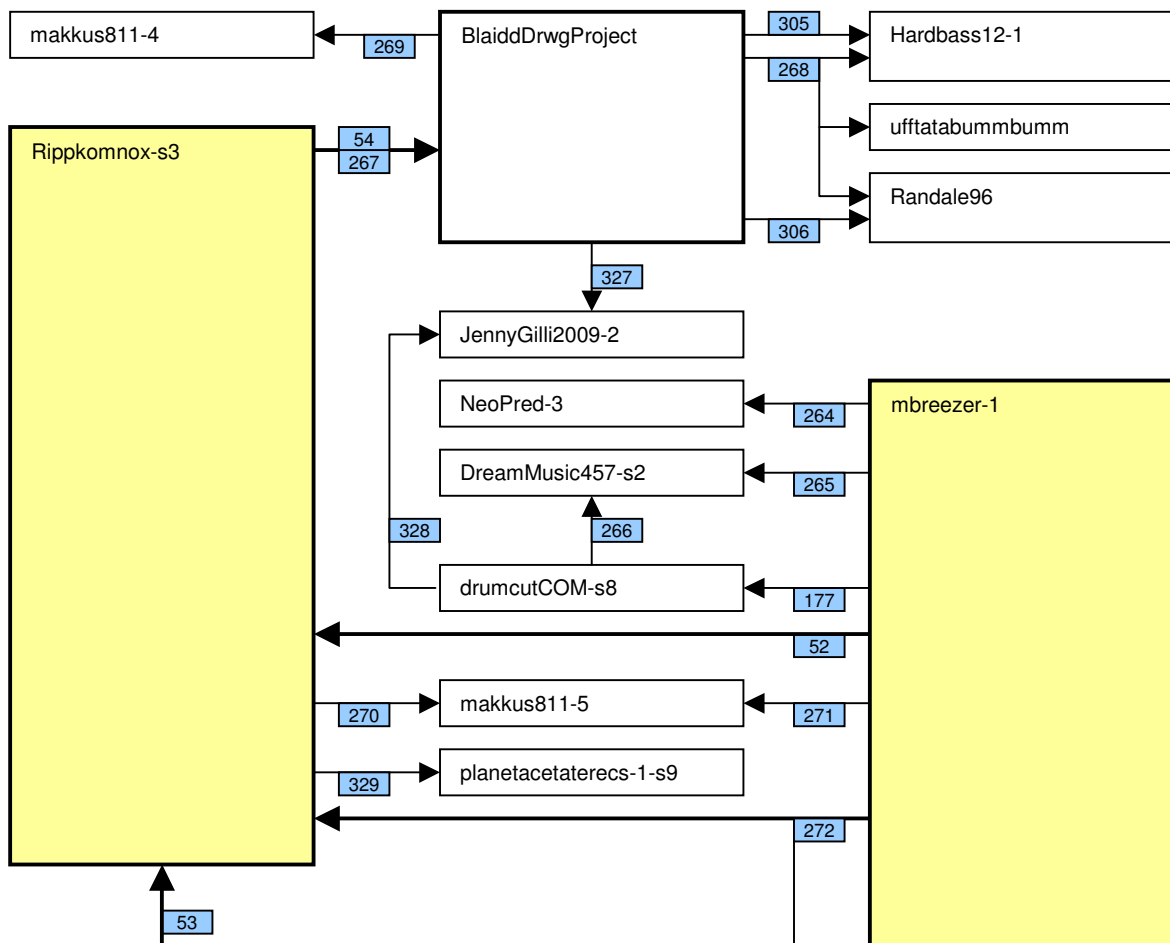 makkus811-4
269
BlaiddDrwgProject
305
268
Hardbass12-1
ufftatabummbumm
Rippkomnox-s3
54
267
Randale96
306
327
JennyGilli2009-2
NeoPred-3
264
mbreezer-1
DreamMusic457-s2
265
328
266
drumcutCOM-s8
177
52
270
makkus811-5
271
329
planetacetaterecs-1-s9
272
53